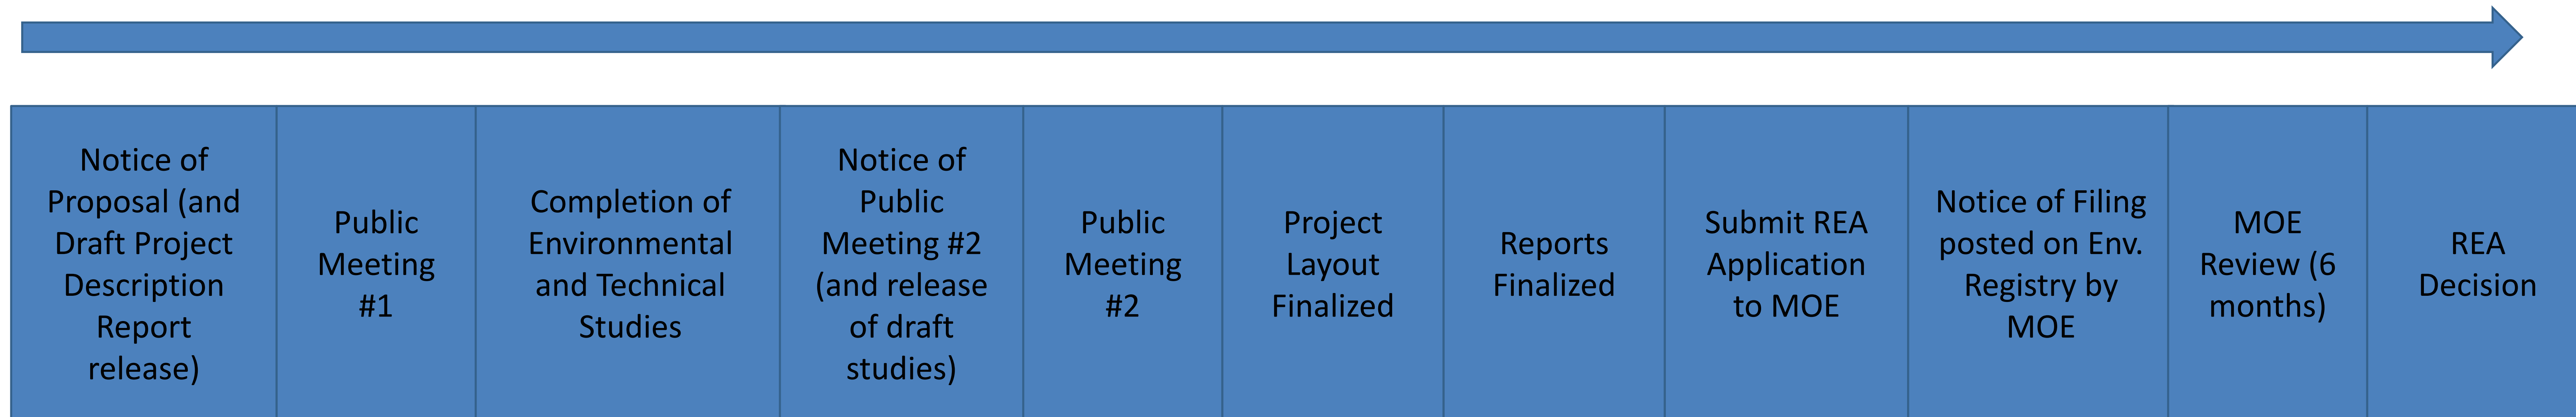 Notice of
Proposal (and
Draft Project
Description
Report
release)
Public
Meeting
#1
Completion of
Environmental
and Technical
Studies
Notice of
Public
Meeting #2
(and release
of draft
studies)
Public
Meeting
#2
Project
Layout
Finalized
Reports
Finalized
Submit REA
Application
to MOE
Notice of Filing
posted on Env.
Registry by
MOE
MOE
Review (6
months)
REA
Decision